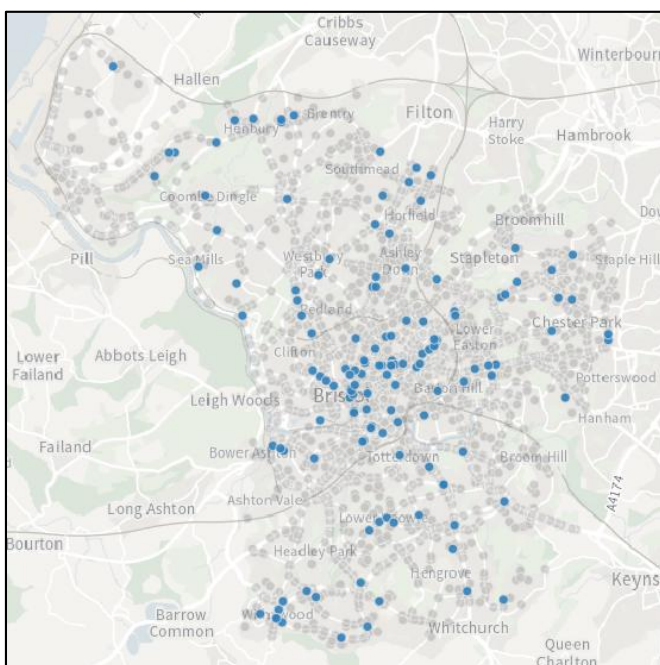 Cribbs
Causeway
Winterbourn
Hallen
Filton
Brentry
Henbury
Harry
Stoke
Hambrook
Southmead
Coombe Dingle
Horfield
Broomhill
Pill
Sea Mills
Westbury
Park
Ashley
Down
Stapleton
Staple Hill
Redland
Lower
Easton
Chester Park
Lower
Failand
Abbots Leigh
Clifton
Leigh Woods
Bristol
Barton Hill
Potterswood
Hanham
Failand
Bower Ashton
Totterdown
Broom Hill
A4174
Ashton Vale
Long Ashton
Bourton
Headley Park
Hengrove
Keynsh
Barrow
Common
Whitchurch
Queen
Charlton